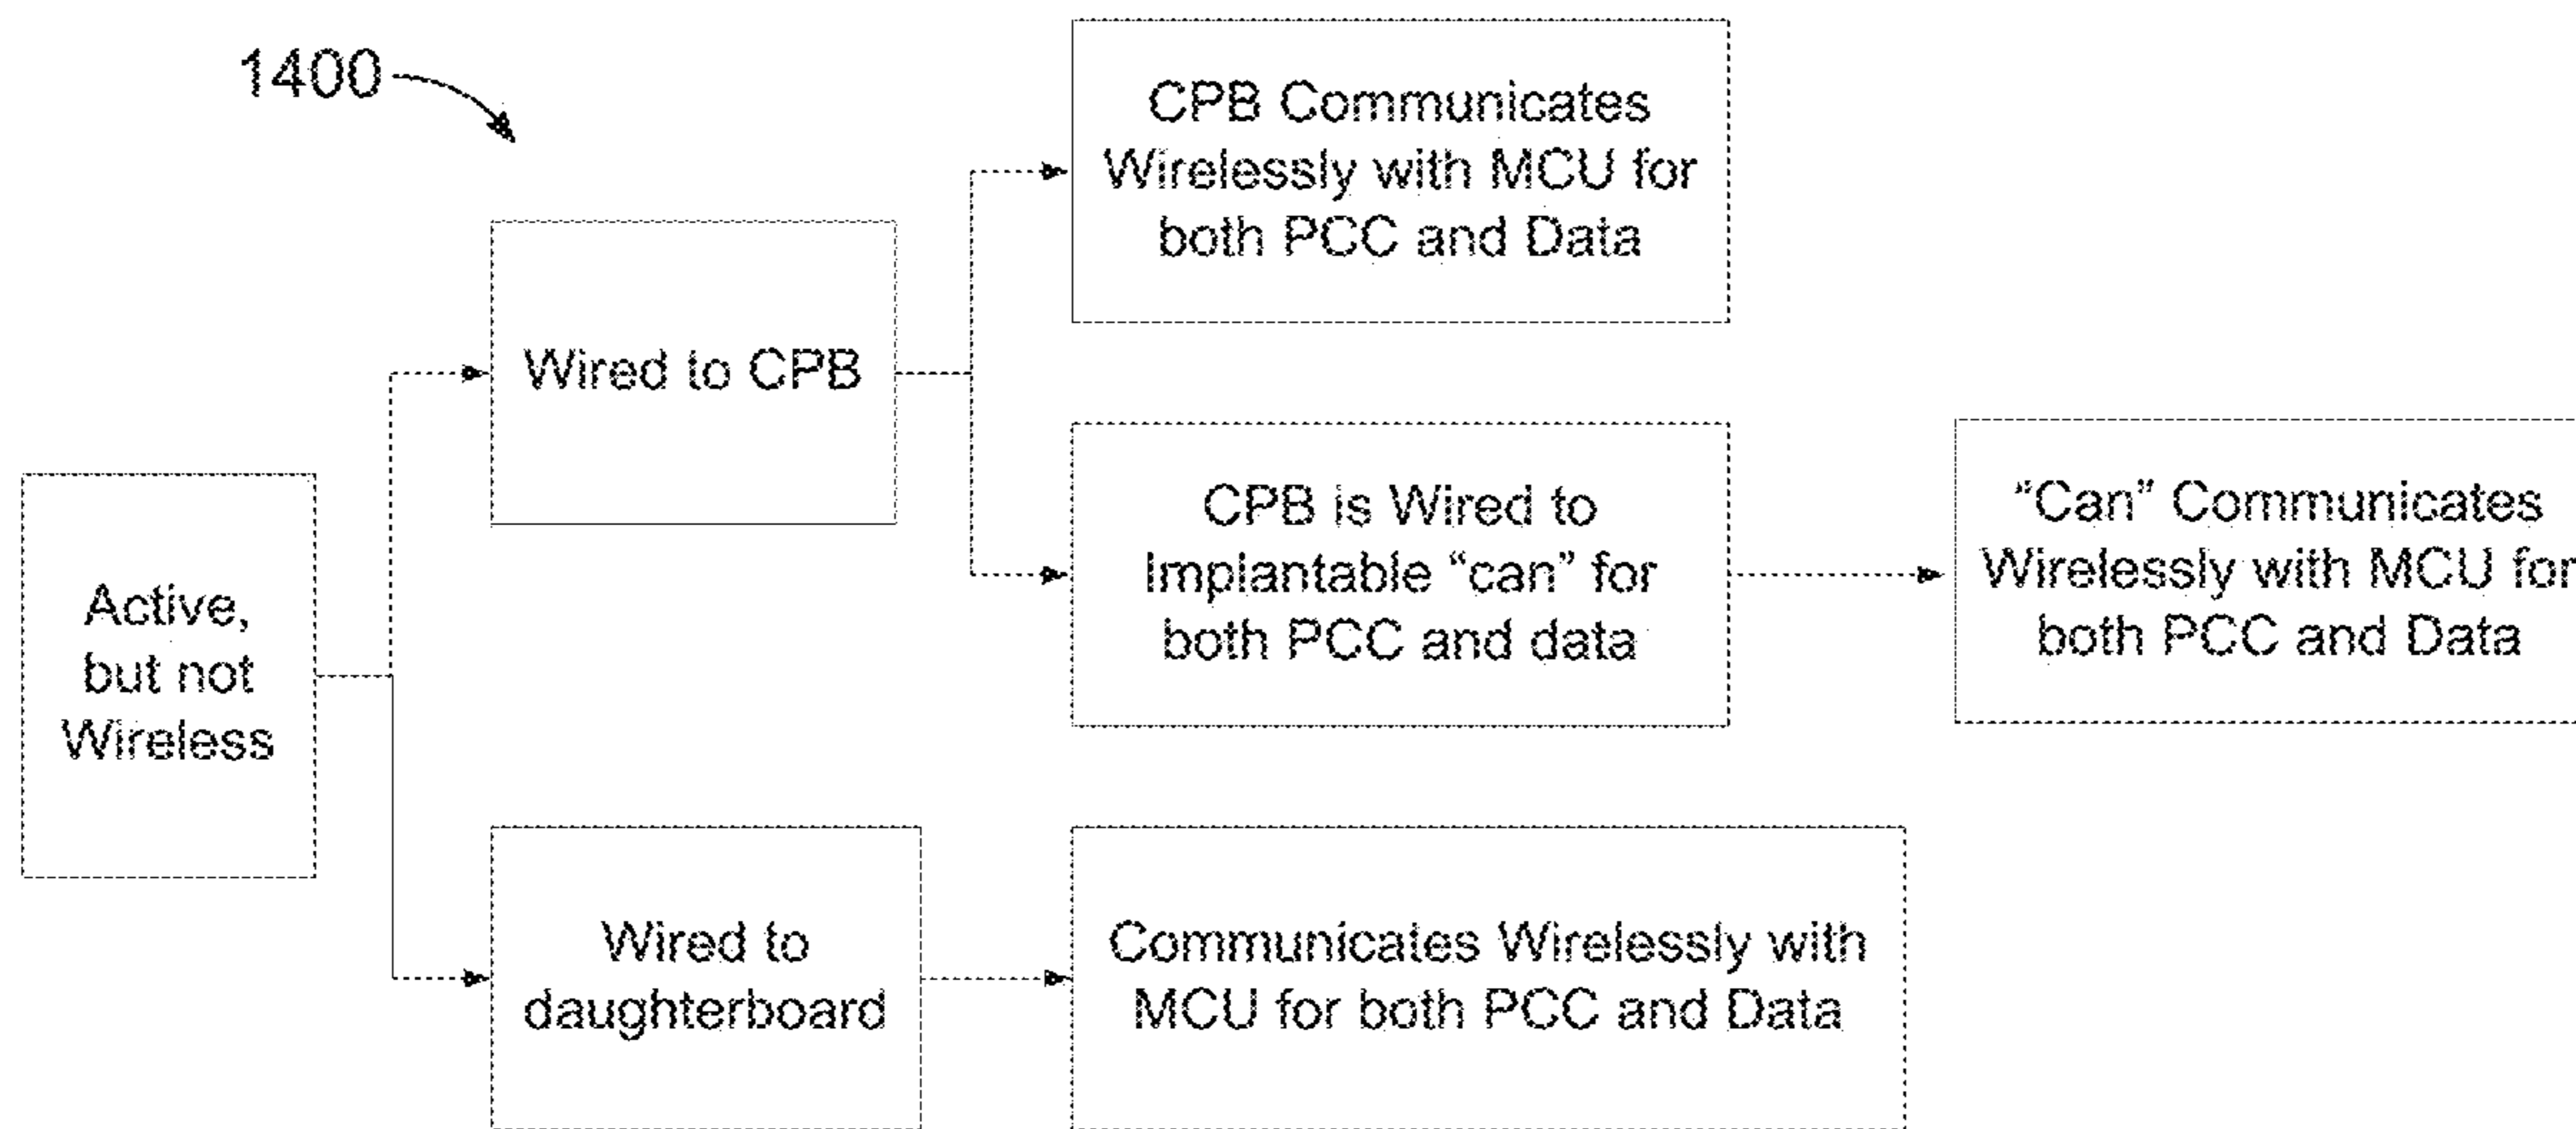 1400
CPB Communicates
Wirelessly with MCU for
both PCC and Data
Wired to CPB
CPB is Wired to
Implantable “can” for
both PCC and data
“Can” Communicates
Wirelessly with MCU for
both PCC and Data
Active,
but not
Wireless
Wired to
daughterboard
Communicates Wirelessly with
MCU for both PCC and Data